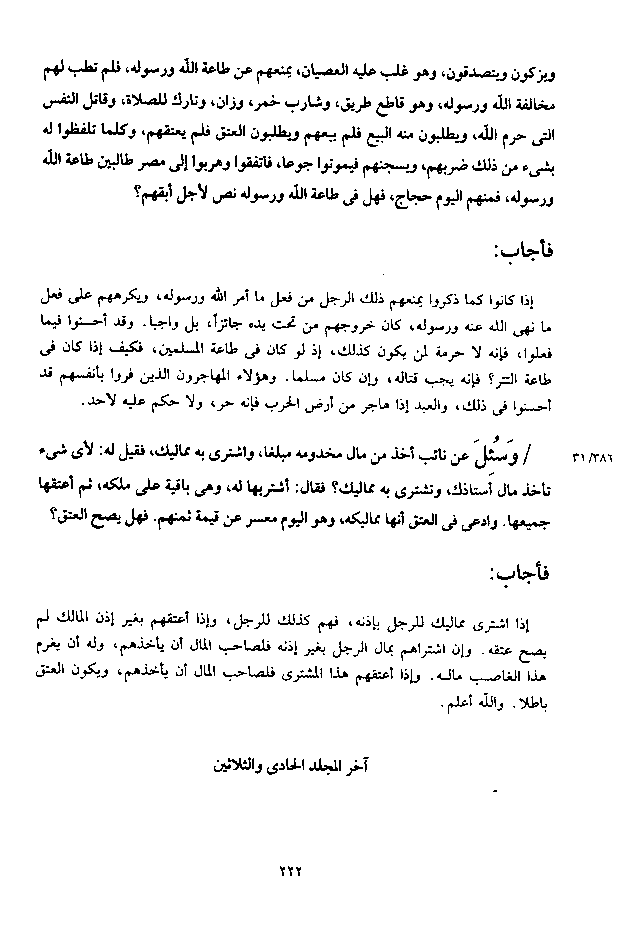 ويزكون ويتصدقون، وهو غلب عليه العصيان، يمنعهم عن طاعة الله ورسوله، فلم تطب لهم
مخالفة الله ورسوله، وهو قاطع طريق، وشارب خمر، وزان، وتارك للصلاة، وقاتل النفس
التى حرم الله، ويطلبون منه البيع فلم يبعهم ويطلبون العتق فلم يعتقهم، وكلما تلفظوا له
بشىء من ذلك ضربهم، ويسجنهم فيموتوا جوعا، فاتفقوا وهربوا إلى مصر طالبين طاعة الله
ورسوله، فمنهم اليوم حجاج، فهل فى طاعة الله ورسوله نص لأجل أبقهم؟
فأجاب:
إذا كانوا كما ذكروا يمنعهم ذلك الرجل من فعل ما أمر الله ورسوله، ويكرههم على فعل
ما نهى الله عنه ورسوله، كان خروجهم من تحت يده جائزاً، بل واجبا. وقد أحسنوا فيما
فعلوا، فإنه لا حرمة لمن يكون كذلك، إذ لو كان فى طاعة المسلمين، فكيف إذا كان فى
طاعة التتر؟ فإنه يجب قتاله، وإن كان مسلما. وهؤلاء المهاجرون الذين فروا بأنفسهم قد
أحسنوا فى ذلك، والعبد إذا هاجر من أرض الحرب فإنه حر، ولا حكم عليه لأحد.
/ وَسُئِلَ عن نائب أخذ من مال مخدومه مبلغا، واشترى به مماليك، فقيل له: لأى شىء ٣١/٣٨٦
تأخذ مال أستاذك، وتشترى به مماليك؟ فقال: أشتريها له، وهى باقية على ملكه، ثم أعتقها
جميعها. وادعى فى العتق أنها مماليكه، وهو اليوم معسر عن قيمة ثمنهم. فهل يصح العتق؟
فأجاب:
إذا اشترى مماليك للرجل بإذنه، فهم كذلك للرجل، وإذا أعتقهم بغير إذن المالك لم
يصح عتقه. وإن اشتراهم بمال الرجل بغير إذنه فلصاحب المال أن يأخذهم، وله أن يغرم
هذا الغاصب ماله. وإذا أعتقهم هذا المشترى فلصاحب المال أن يأخذهم، ويكون العتق
باطلا. والله أعلم.
آخر المجلد الحادى والثلاثين
٢٢٢